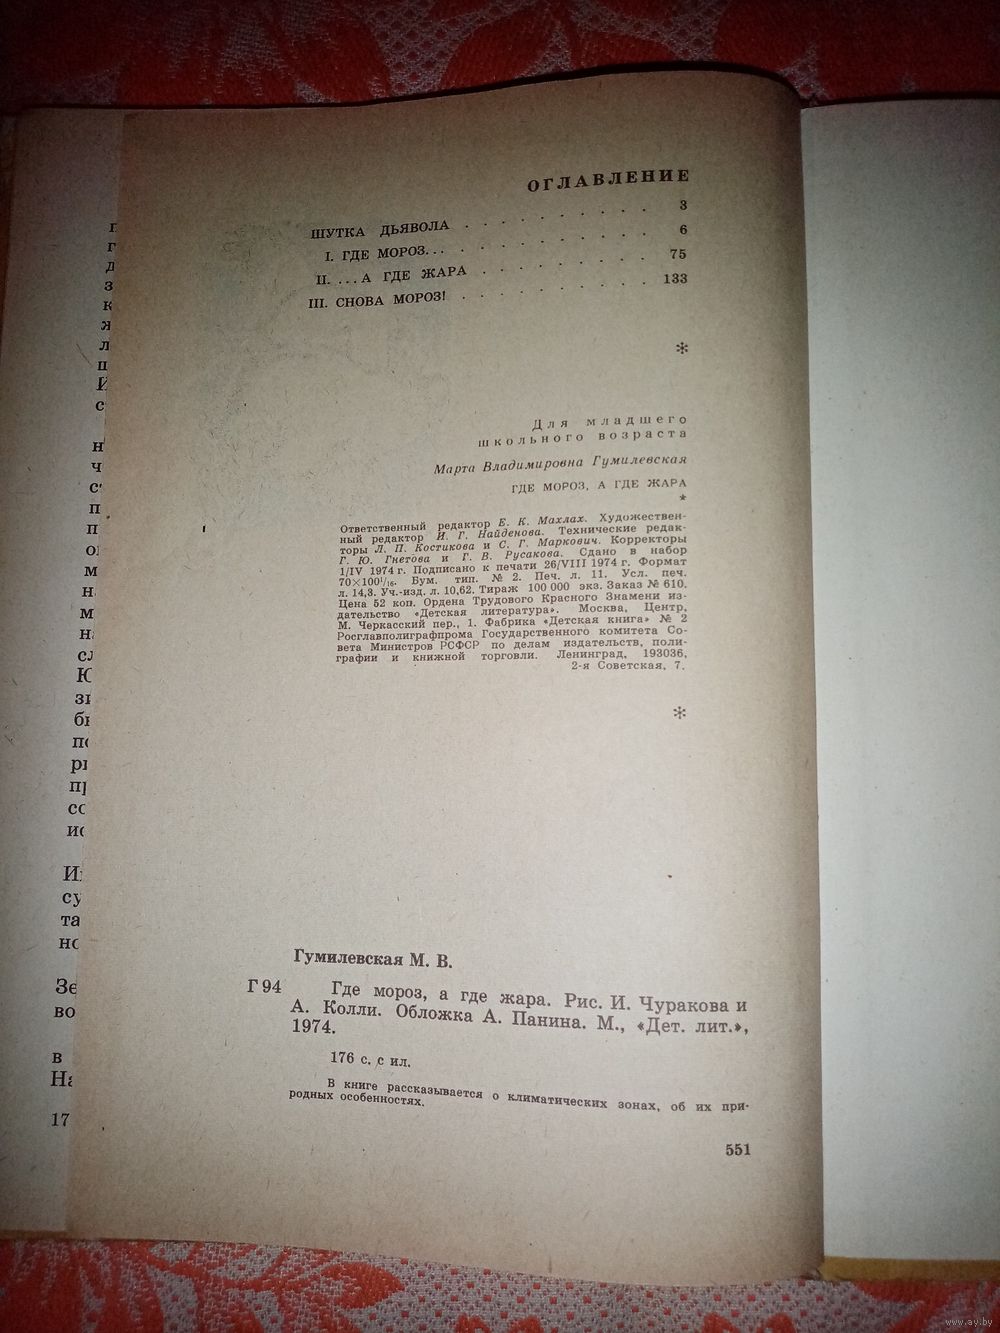 ОГЛАВЛЕНИЕ
ШУТКА ДЬЯВОЛА . . . . . . . . . 3
I. ГДЕ МОРОЗ... . . . . . . . . . 6
II. ...А ГДЕ ЖАРА . . . . . . . . 75
III. СНОВА МОРОЗ! . . . . . . . . . 133
*
Для младшего
школьного возраста
Марта Владимировна Гумилевская
ГДЕ МОРОЗ, А ГДЕ ЖАРА
*
Ответственный редактор Е. К. Махлах. Художествен-
ный редактор И. Г. Найденова. Технические редак-
торы Л. П. Костикова и С. Г. Маркович. Корректоры
Г. Ю. Гнетова и Г. В. Русакова. Сдано в набор
1/IV 1974 г. Подписано к печати 26/VIII 1974 г. Формат
70×100¹/₁₆. Бум. тип. № 2. Печ. л. 11. Усл. печ.
л. 14,3. Уч.-изд. л. 10,62. Тираж 100 000 экз. Заказ № 610.
Цена 52 коп. Ордена Трудового Красного Знамени из-
дательство «Детская литература». Москва, Центр,
М. Черкасский пер., 1. Фабрика «Детская книга» № 2
Росглавполиграфпрома Государственного комитета Со-
вета Министров РСФСР по делам издательств, поли-
графии и книжной торговли. Ленинград, 193036,
2-я Советская, 7.
*
Гумилевская М. В.
Г 94 Где мороз, а где жара. Рис. И. Чуракова и
А. Колли. Обложка А. Панина. М., «Дет. лит.»,
1974.
176 с. с ил.
В книге рассказывается о климатических зонах, об их при-
родных особенностях.
551
www.ay.by